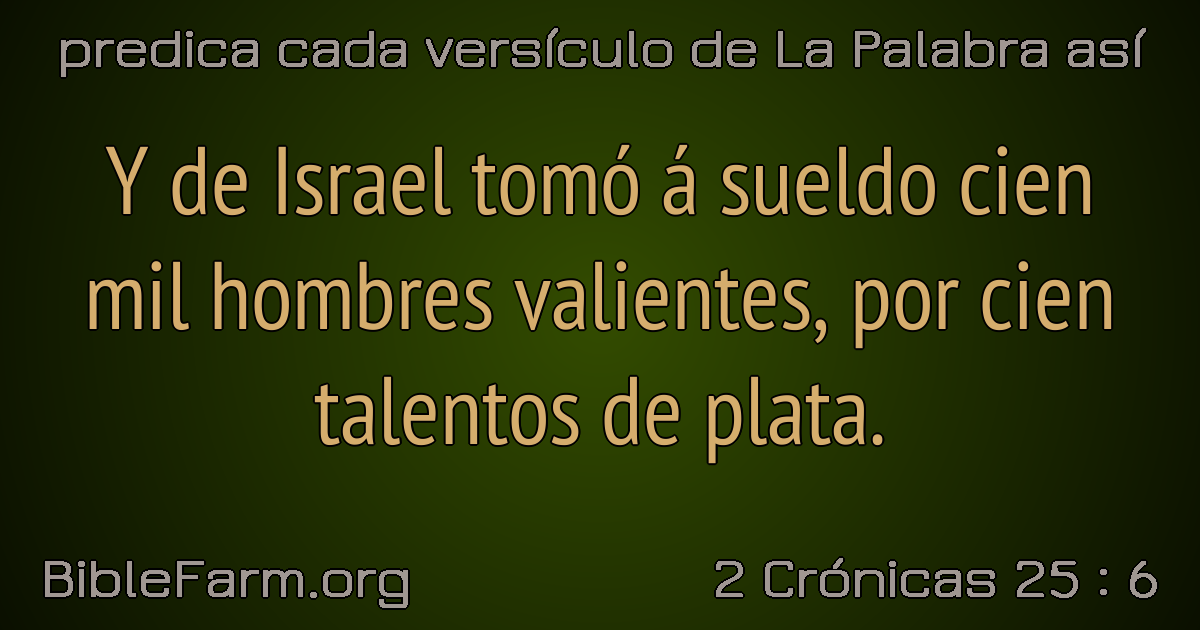 predica cada versículo de La Palabra así
Y de Israel tomó á sueldo cien
mil hombres valientes, por cien
talentos de plata.
BibleFarm.org
2 Crónicas 25 : 6